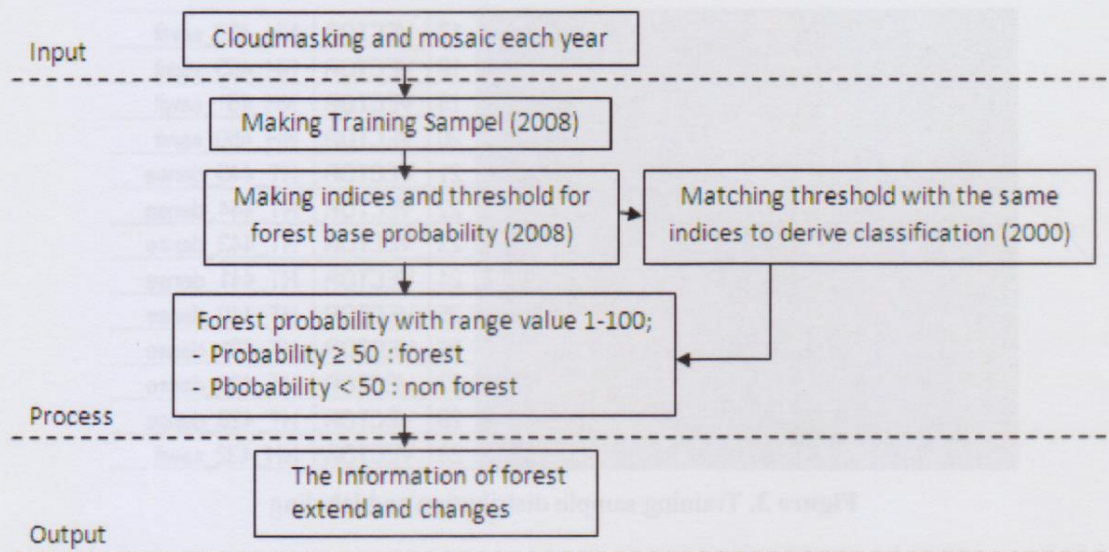 Input
Cloudmasking and mosaic each year
Making Training Sampel (2008)
Making indices and threshold for
forest base probability (2008)
Matching threshold with the same
indices to derive classification (2000)
Forest probability with range value 1-100;
- Probability ≥ 50 : forest
- Pbobability < 50 : non forest
Process
The Information of forest
extend and changes
Output